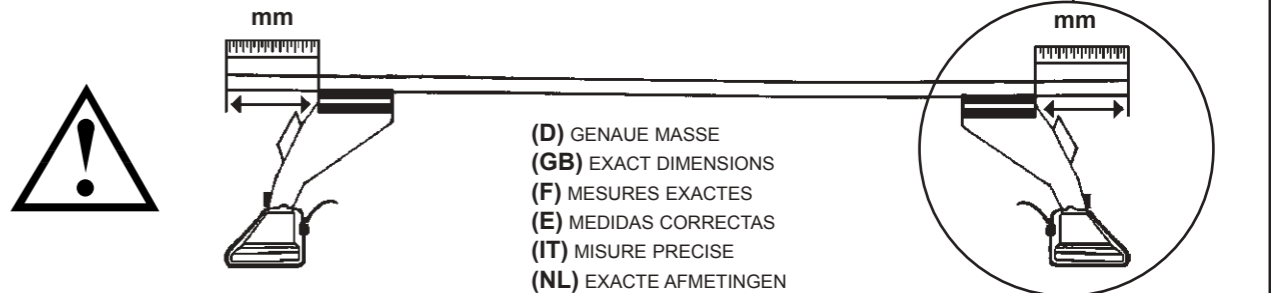 mm
mm
(D) GENAUE MASSE
(GB) EXACT DIMENSIONS
(F) MESURES EXACTES
(E) MEDIDAS CORRECTAS
(IT) MISURE PRECISE
(NL) EXACTE AFMETINGEN